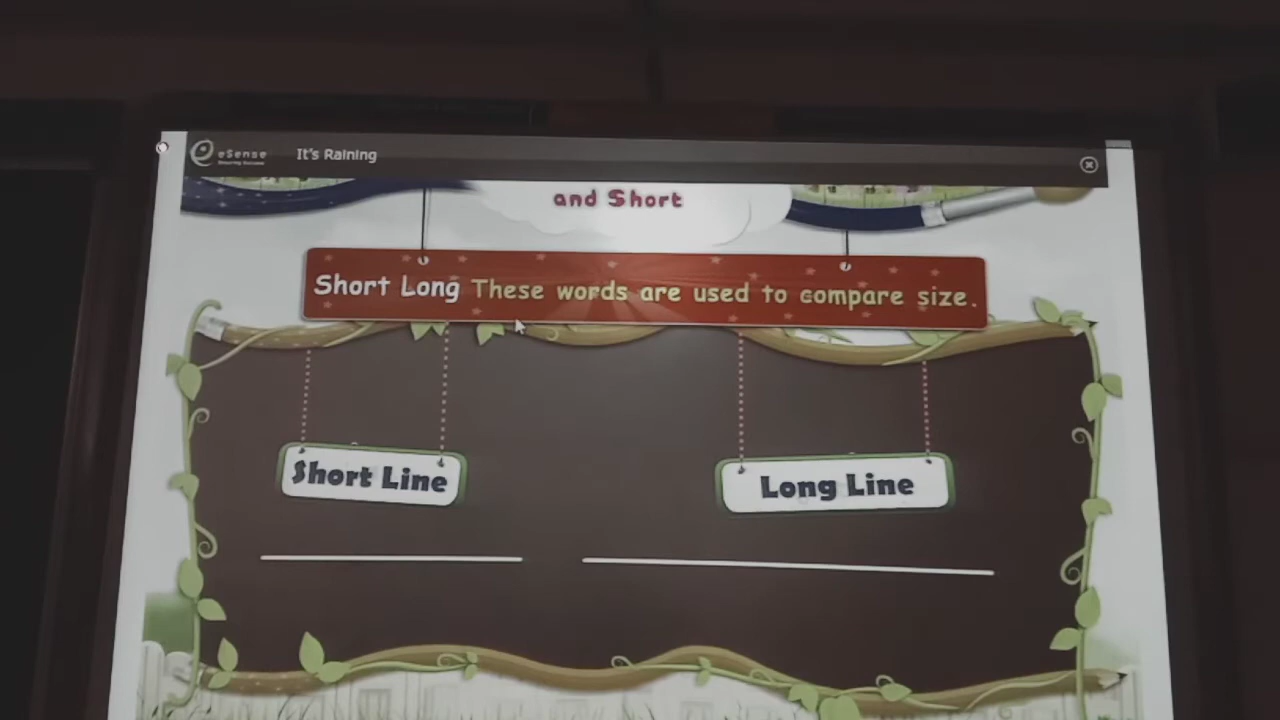 eSense
It's Raining
and Short
Short Long These words are used to compare size.
Short Line
Long Line